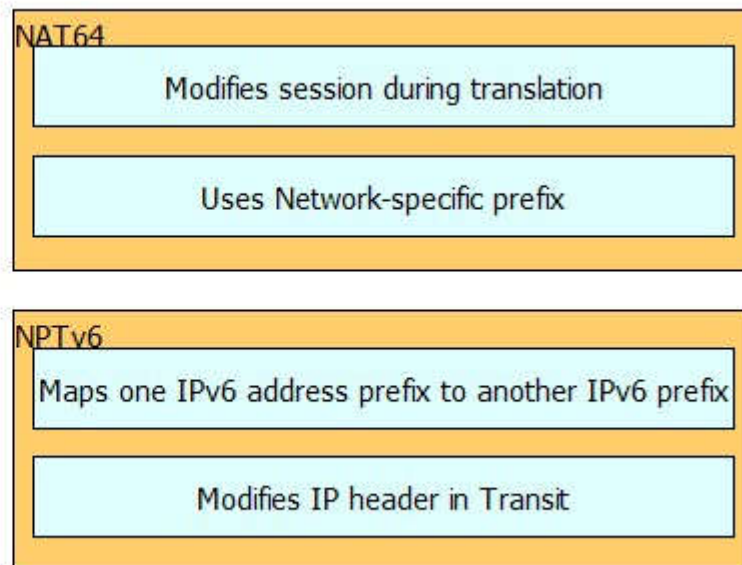 NAT64
Modifies session during translation
Uses Network-specific prefix
NPTv6
Maps one IPv6 address prefix to another IPv6 prefix
Modifies IP header in Transit